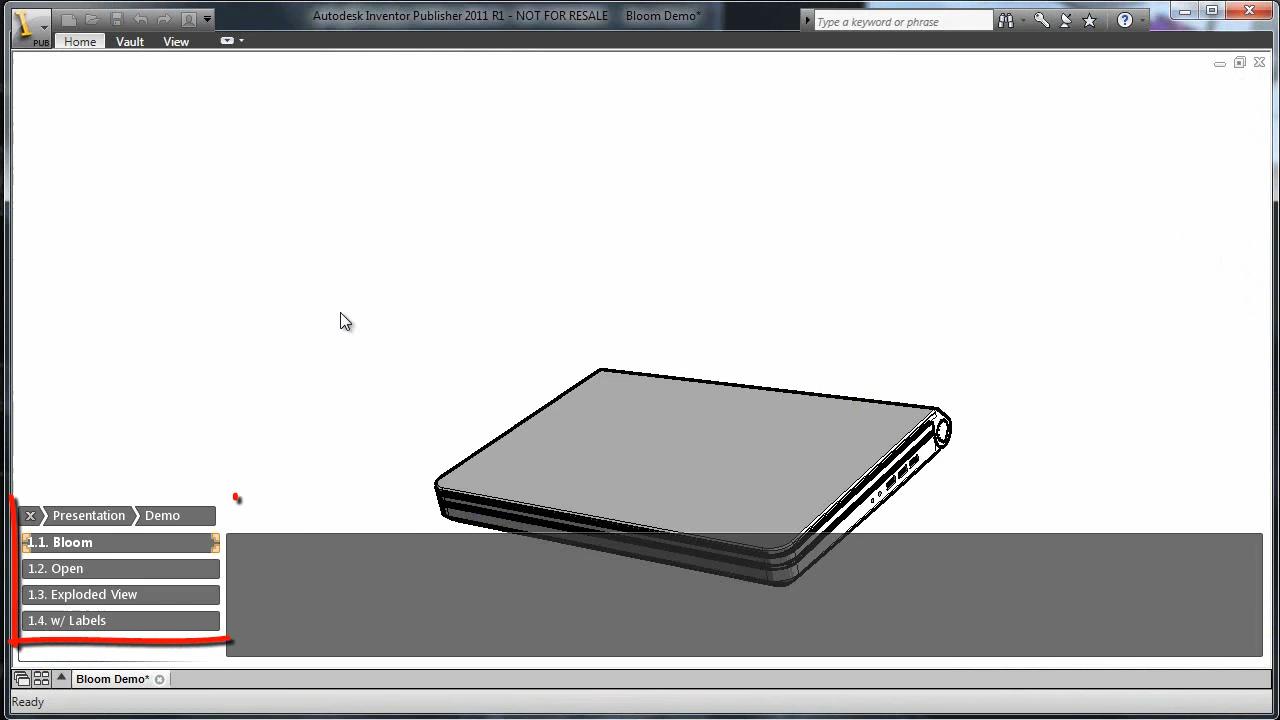 Autodesk Inventor Publisher 2011 R1 - NOT FOR RESALE Bloom Demo*
Type a keyword or phrase
PUB
Home Vault View
X Presentation Demo
1.1. Bloom
1.2. Open
1.3. Exploded View
1.4. w/ Labels
Bloom Demo*
Ready